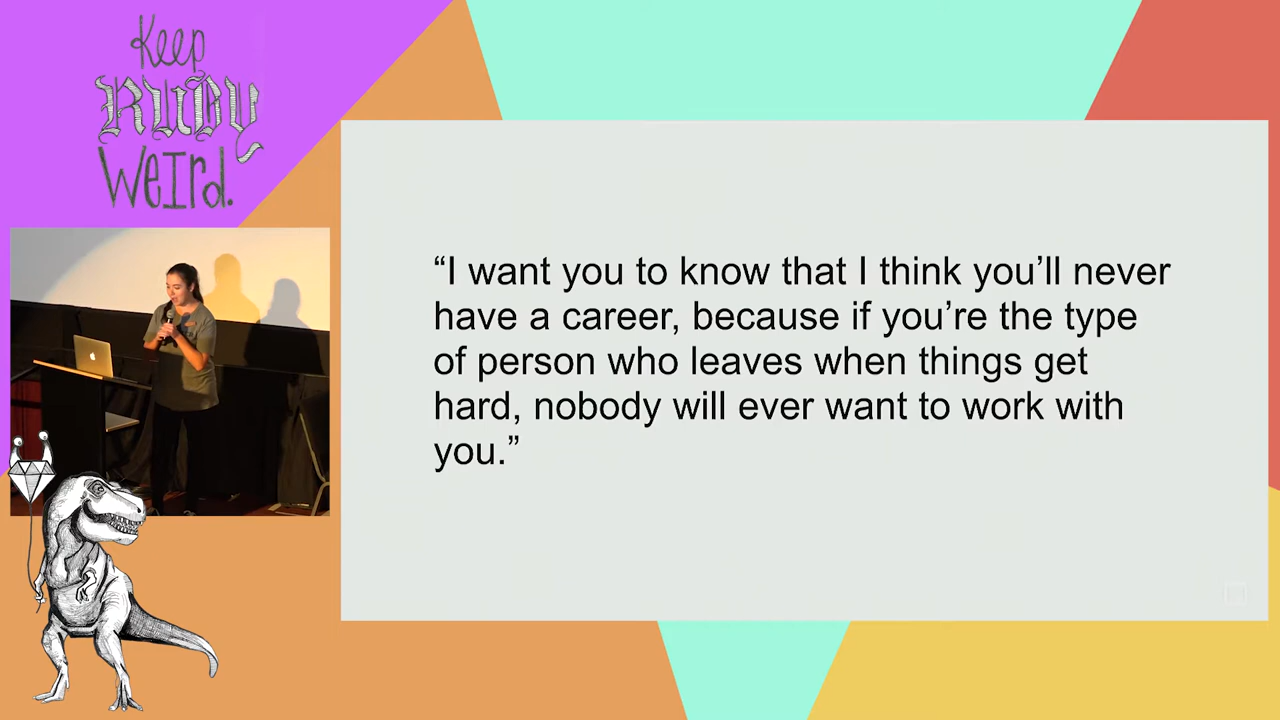 Keep
RUBY
WeIrd.
“I want you to know that I think you’ll never
have a career, because if you’re the type
of person who leaves when things get
hard, nobody will ever want to work with
you.”